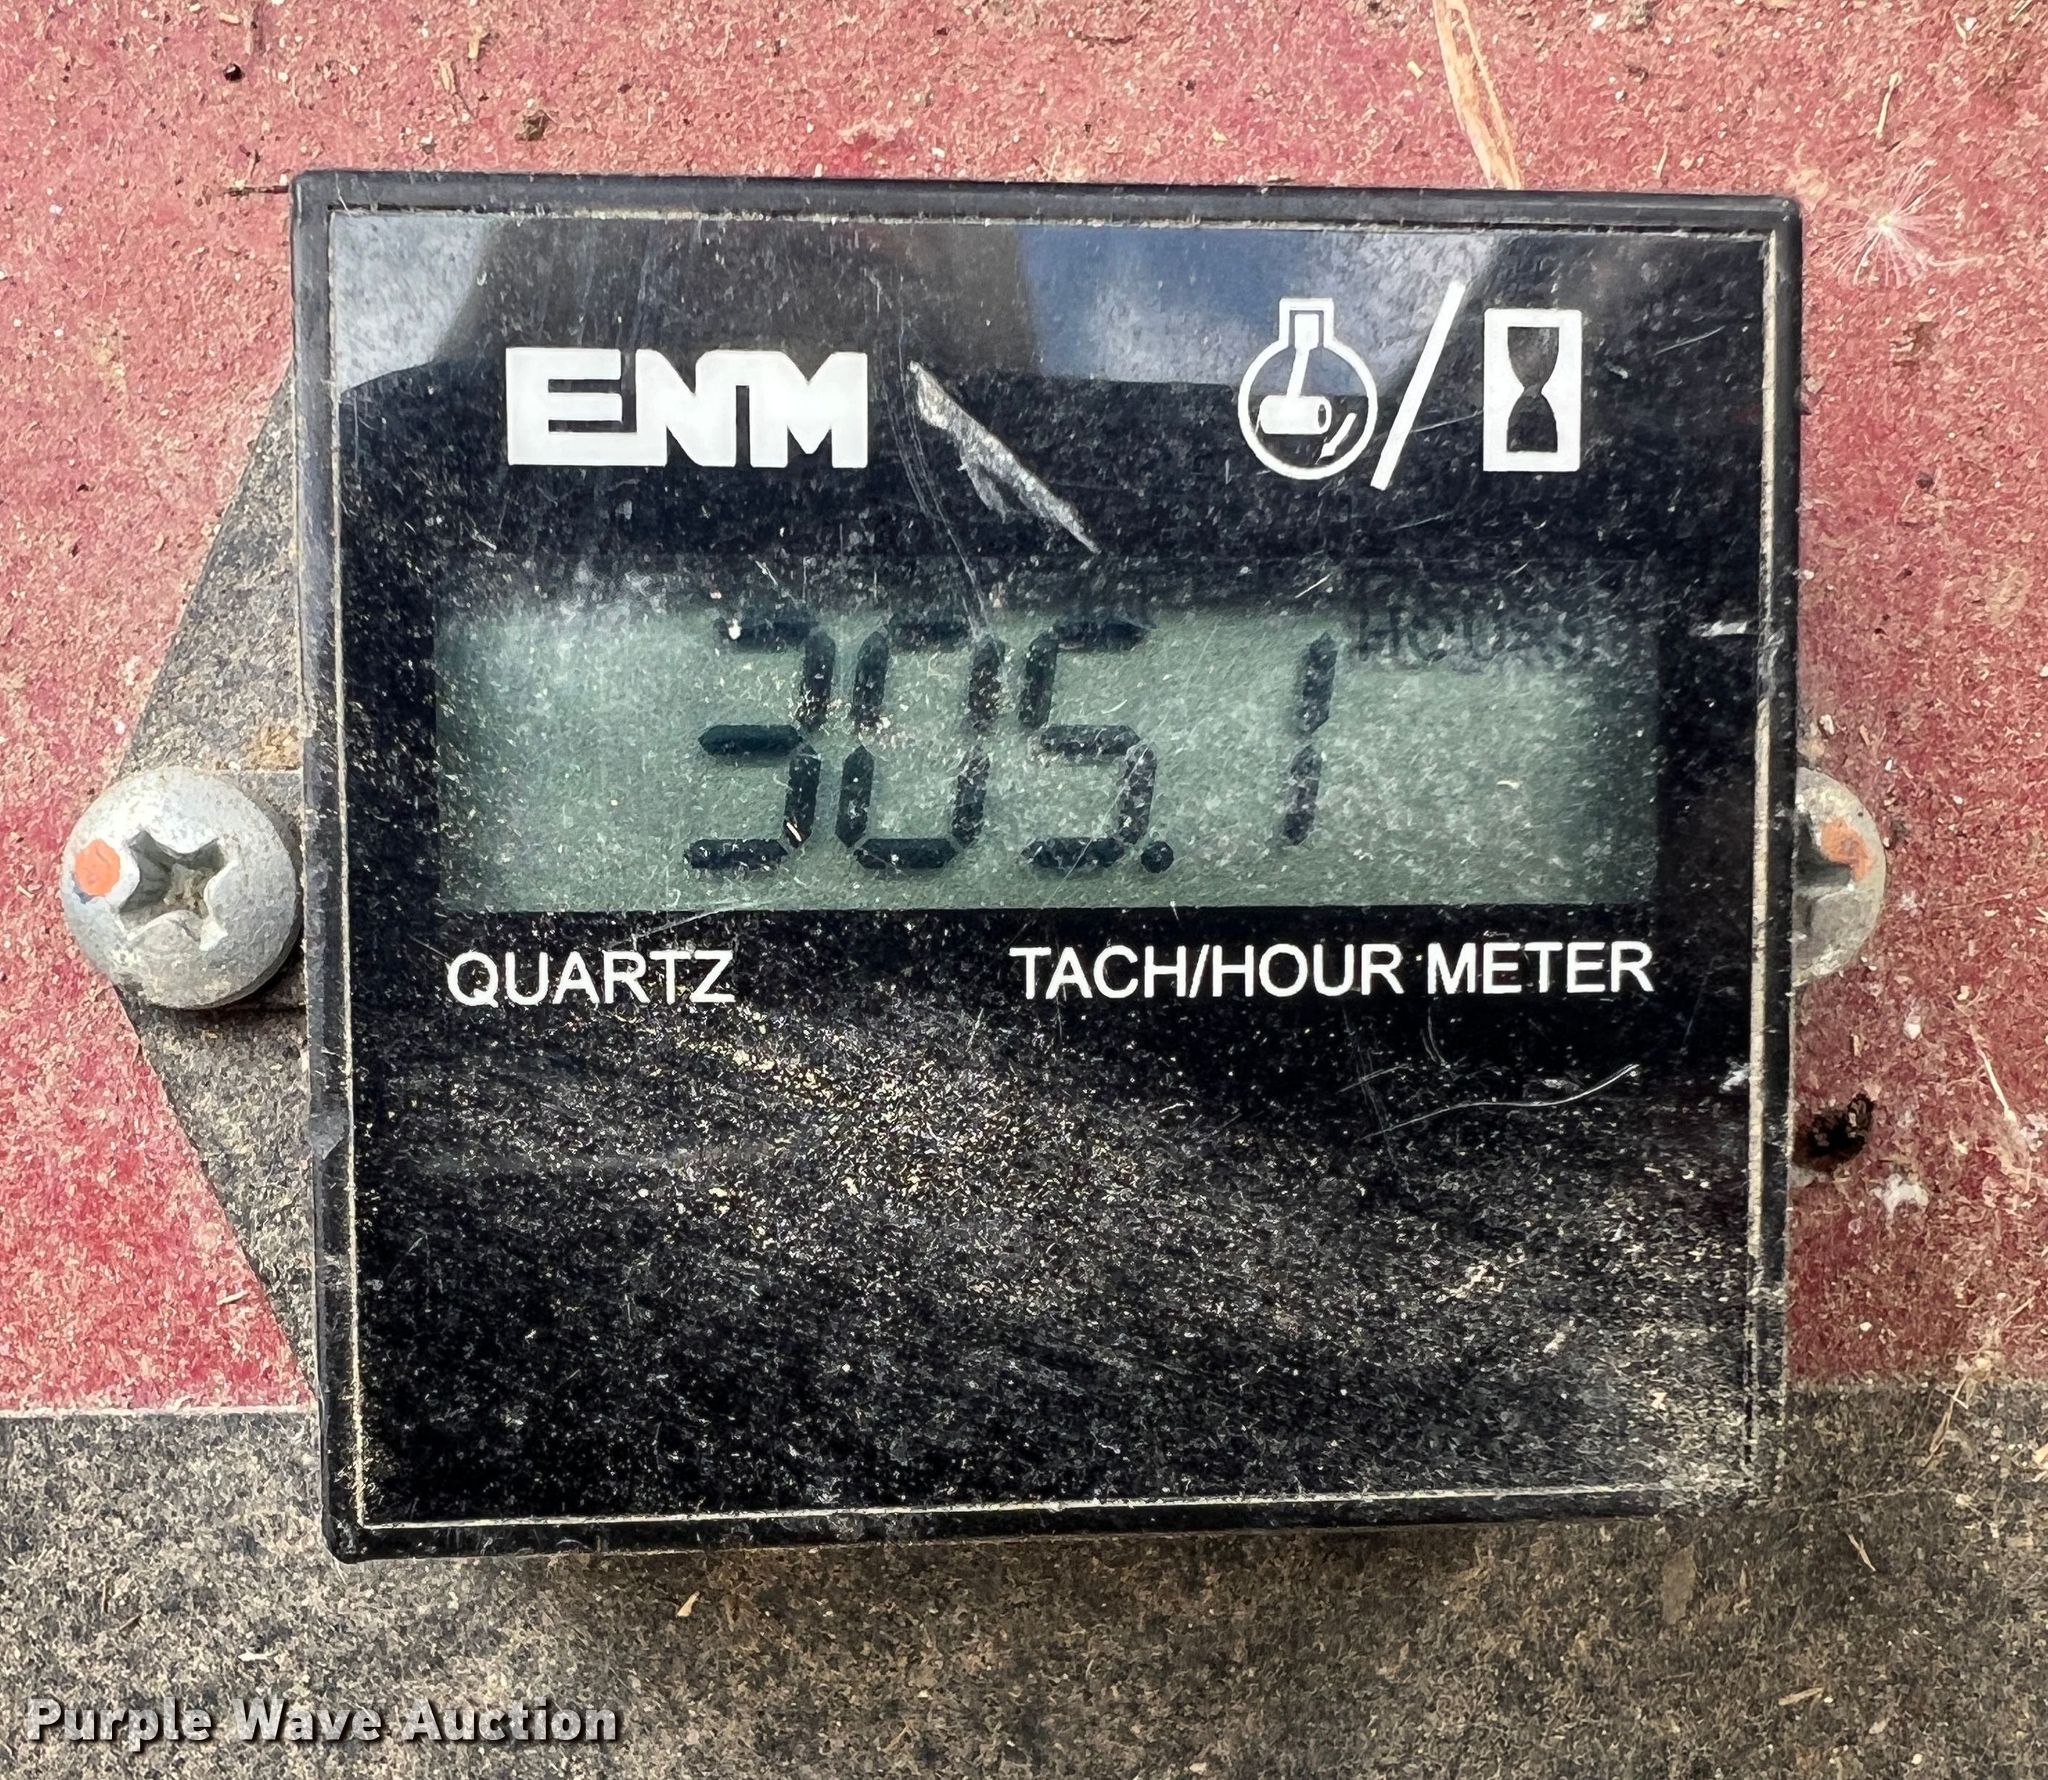 ENM
HOURS
305.1
QUARTZ TACH/HOUR METER
Purple Wave Auction